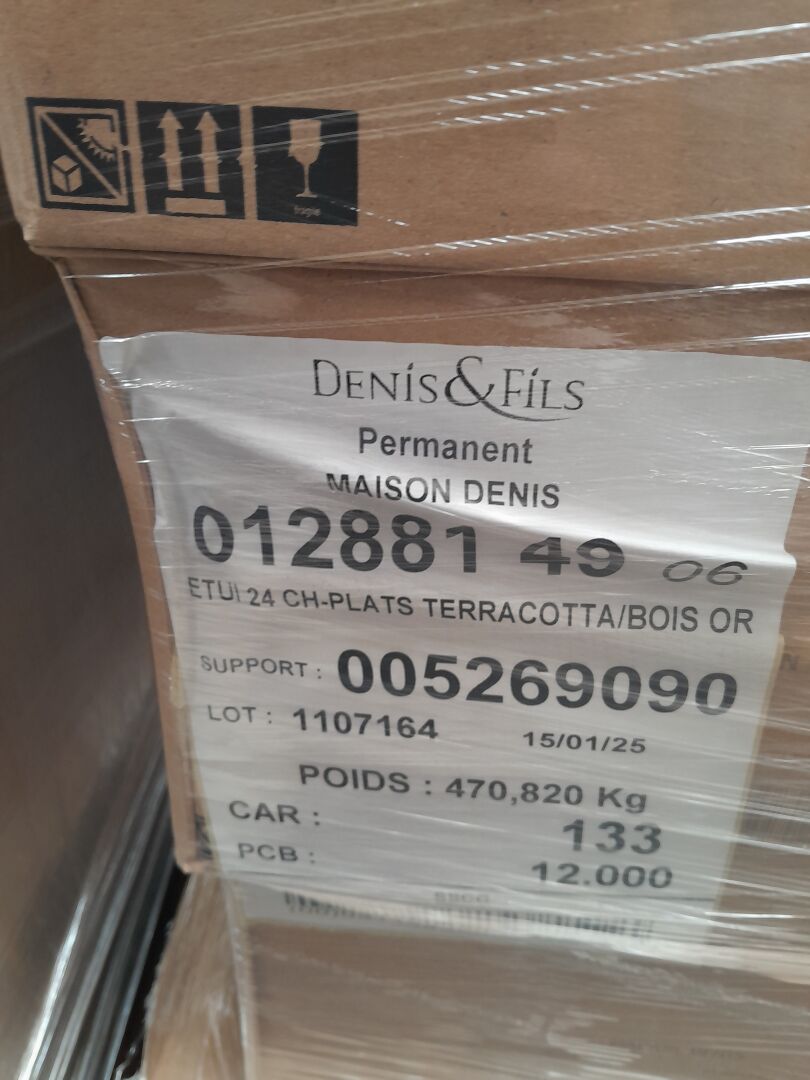 fragile
DENIS&FILS
Permanent
MAISON DENIS
012881 49 06
ETUI 24 CH-PLATS TERRACOTTA/BOIS OR
SUPPORT : 005269090
LOT : 1107164 15/01/25
POIDS : 470,820 Kg
CAR : 133
PCB : 12.000